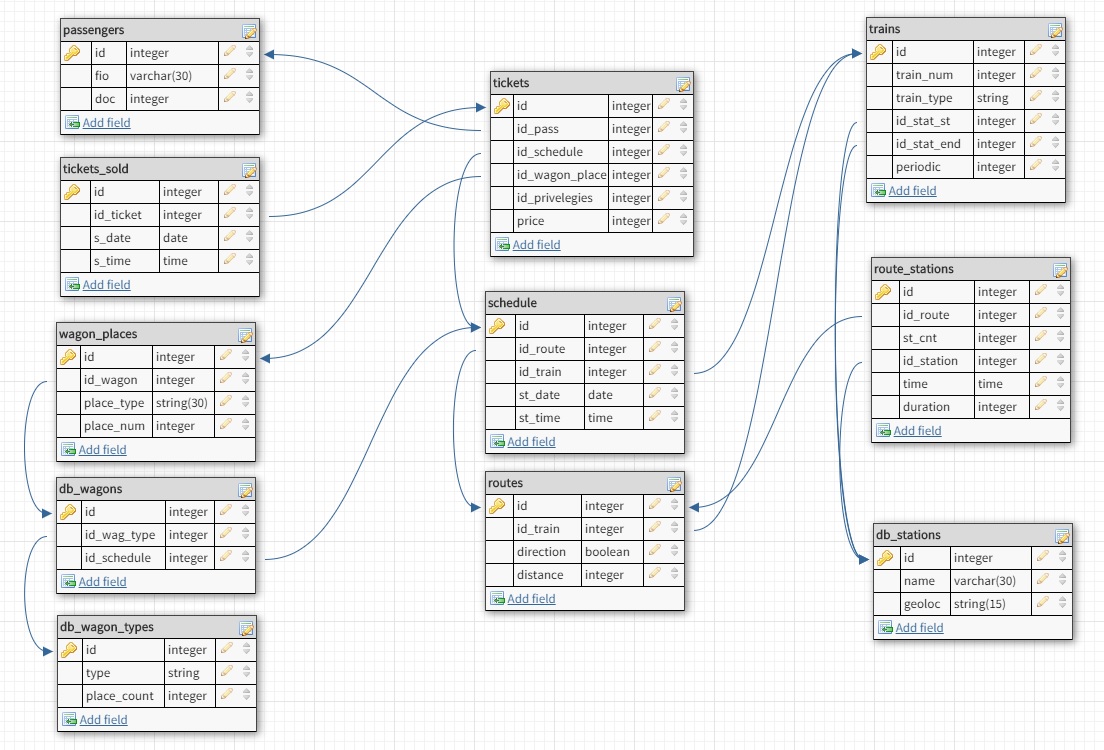 passengers
id integer
fio varchar(30)
doc integer
Add field
tickets_sold
id integer
id_ticket integer
s_date date
s_time time
Add field
wagon_places
id integer
id_wagon integer
place_type string(30)
place_num integer
Add field
db_wagons
id integer
id_wag_type integer
id_schedule integer
Add field
db_wagon_types
id integer
type string
place_count integer
Add field
tickets
id integer
id_pass integer
id_schedule integer
id_wagon_place integer
id_privelegies integer
price integer
Add field
schedule
id integer
id_route integer
id_train integer
st_date date
st_time time
Add field
routes
id integer
id_train integer
direction boolean
distance integer
Add field
trains
id integer
train_num integer
train_type string
id_stat_st integer
id_stat_end integer
periodic integer
Add field
route_stations
id integer
id_route integer
st_cnt integer
id_station integer
time time
duration integer
Add field
db_stations
id integer
name varchar(30)
geoloc string(15)
Add field